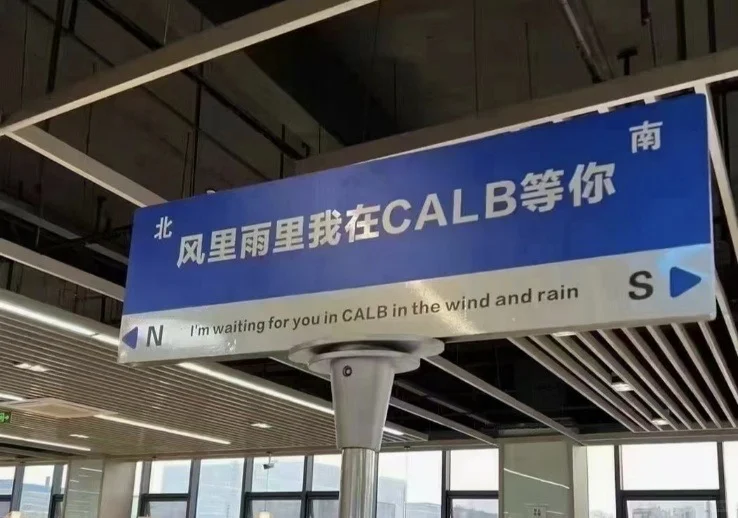 北
南
风里雨里我在CALB等你
N
I'm waiting for you in CALB in the wind and rain
S